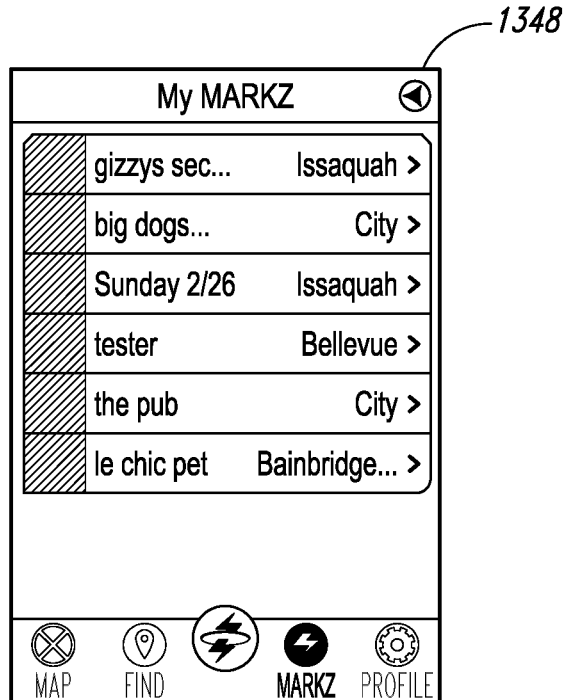 1348
My MARKZ
gizzys sec... Issaquah >
big dogs... City >
Sunday 2/26 Issaquah >
tester Bellevue >
the pub City >
le chic pet Bainbridge... >
MAP FIND MARKZ PROFILE